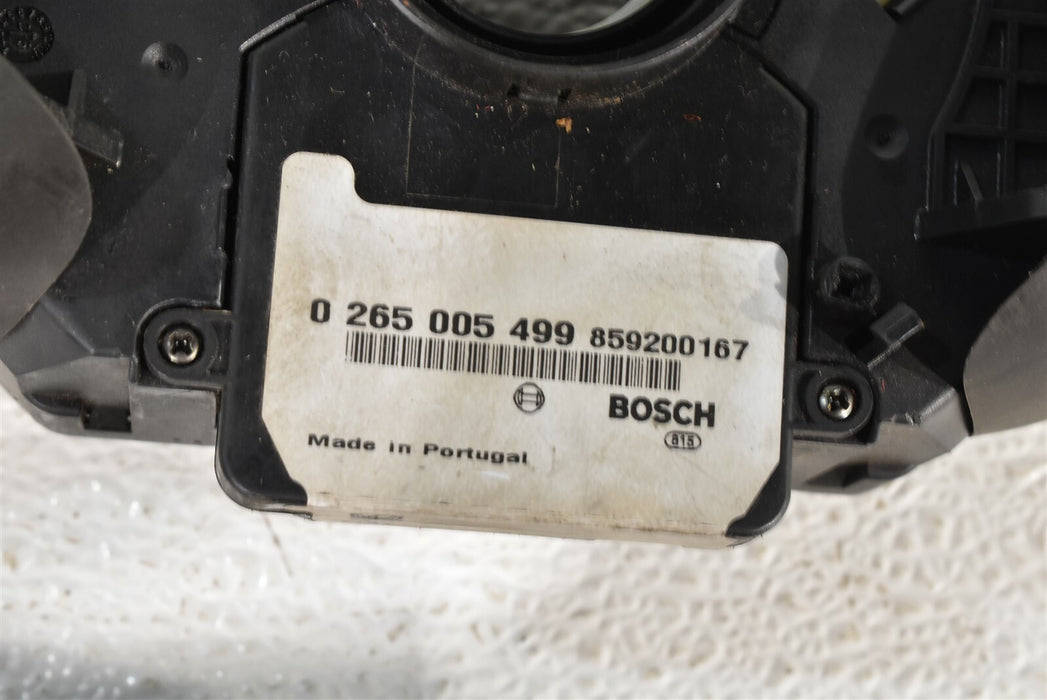 0 265 005 499 859200167
BOSCH
815
Made in Portugal